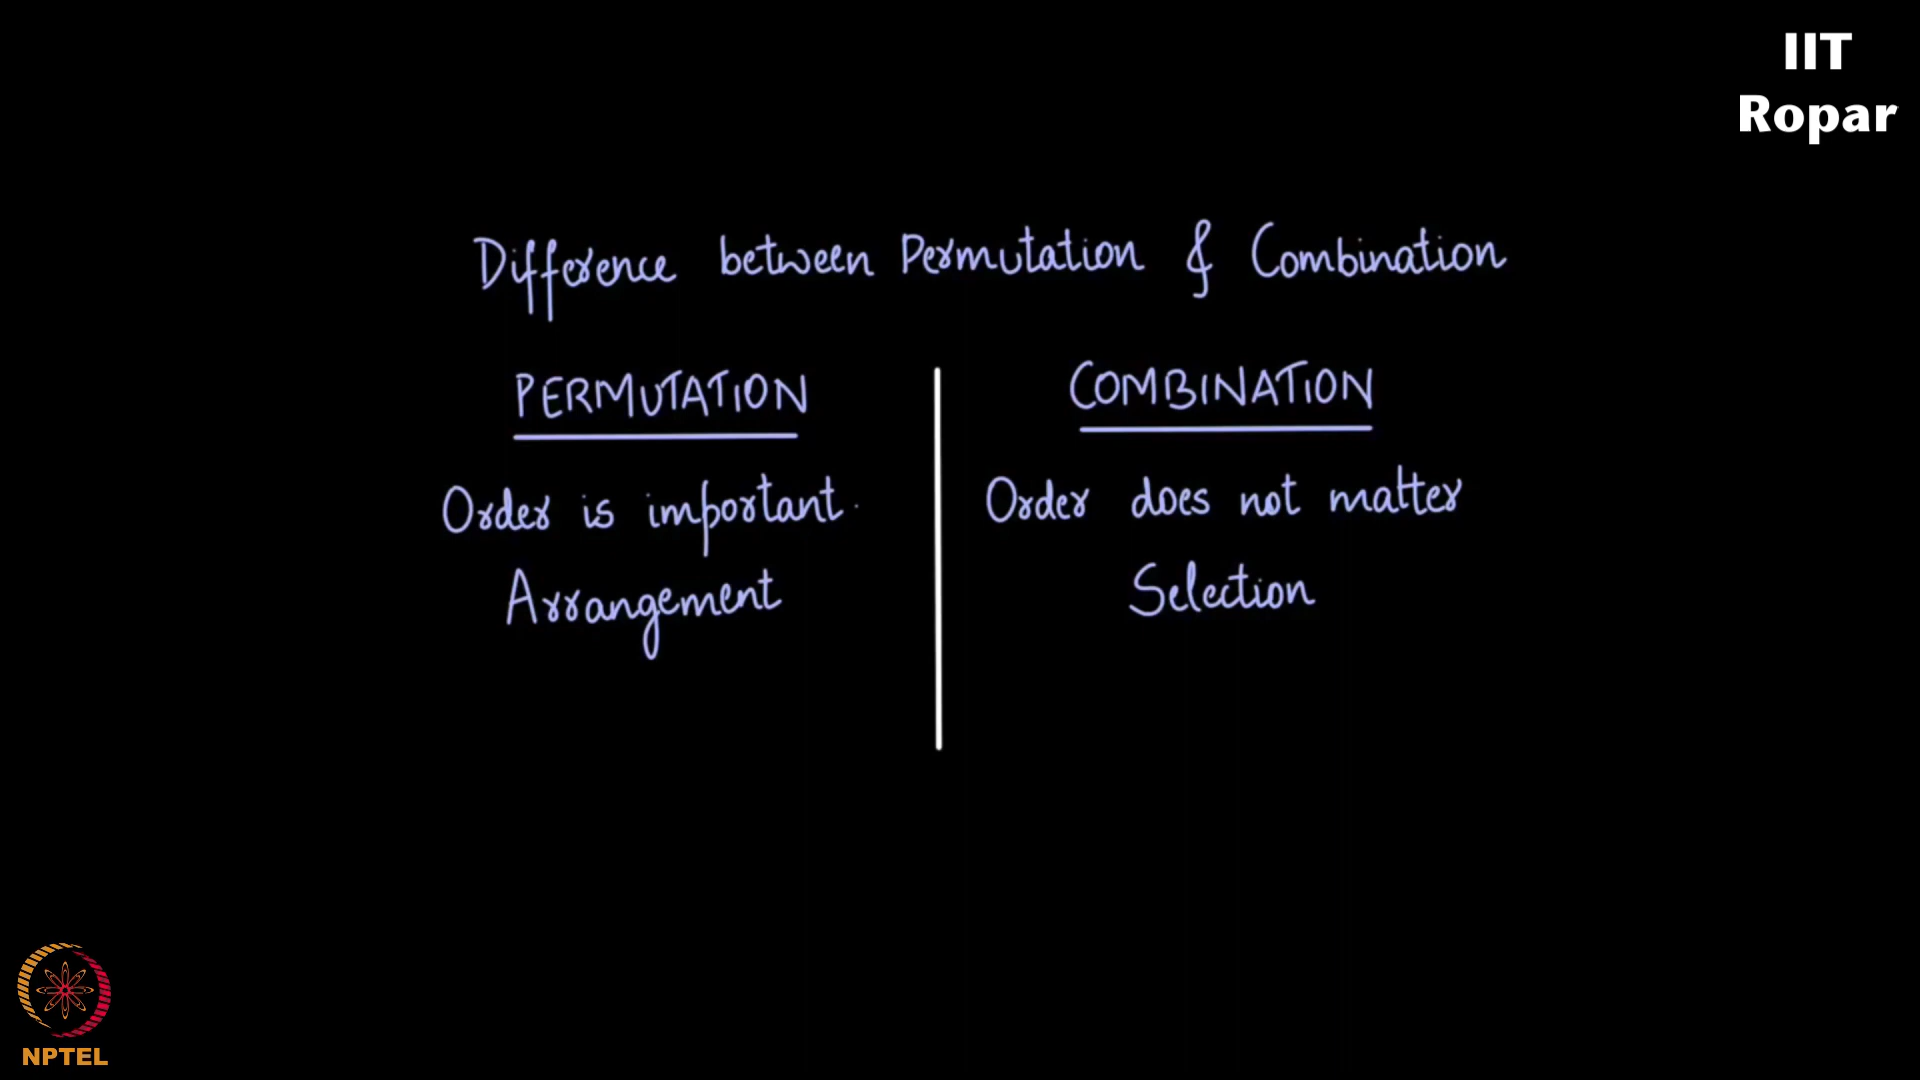 IIT
Ropar
Difference between Permutation & Combination
PERMUTATION
Order is important.
Arrangement
COMBINATION
Order does not matter
Selection
NPTEL